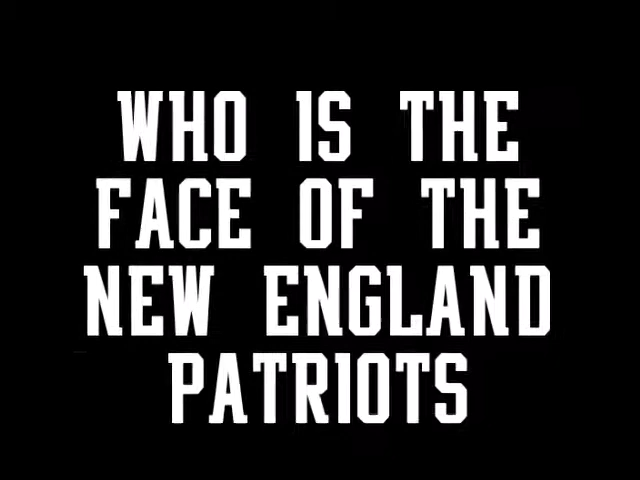 WHO IS THE
FACE OF THE
NEW ENGLAND
PATRIOTS